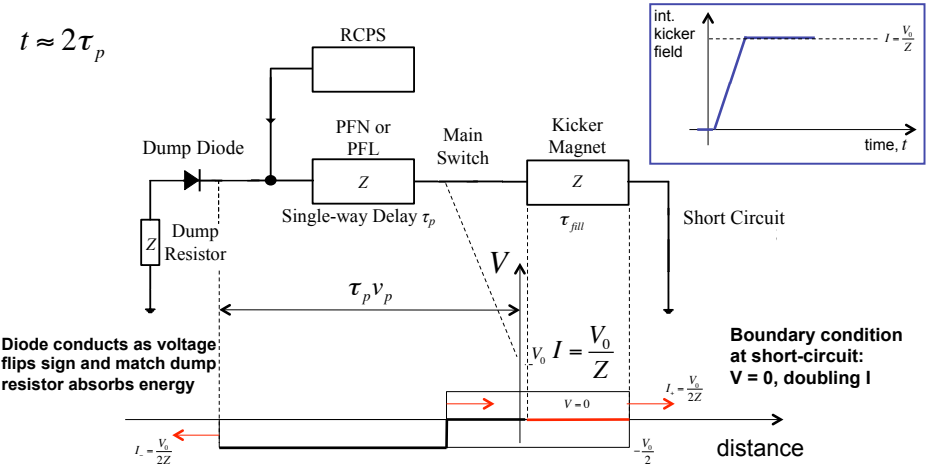 t ≈ 2τ_p
RCPS
int.
kicker
field
I = V_0/Z
time, t
PFN or
PFL
Main
Switch
Kicker
Magnet
Dump Diode
Z
Z
Single-way Delay τ_p
τ_fill
Short Circuit
Z
Dump
Resistor
V
τ_p v_p
Diode conducts as voltage
flips sign and match dump
resistor absorbs energy
V_0
I = V_0/Z
Boundary condition
at short-circuit:
V = 0, doubling I
V = 0
I_+ = V_0/2Z
I_- = V_0/2Z
-V_0/2
distance